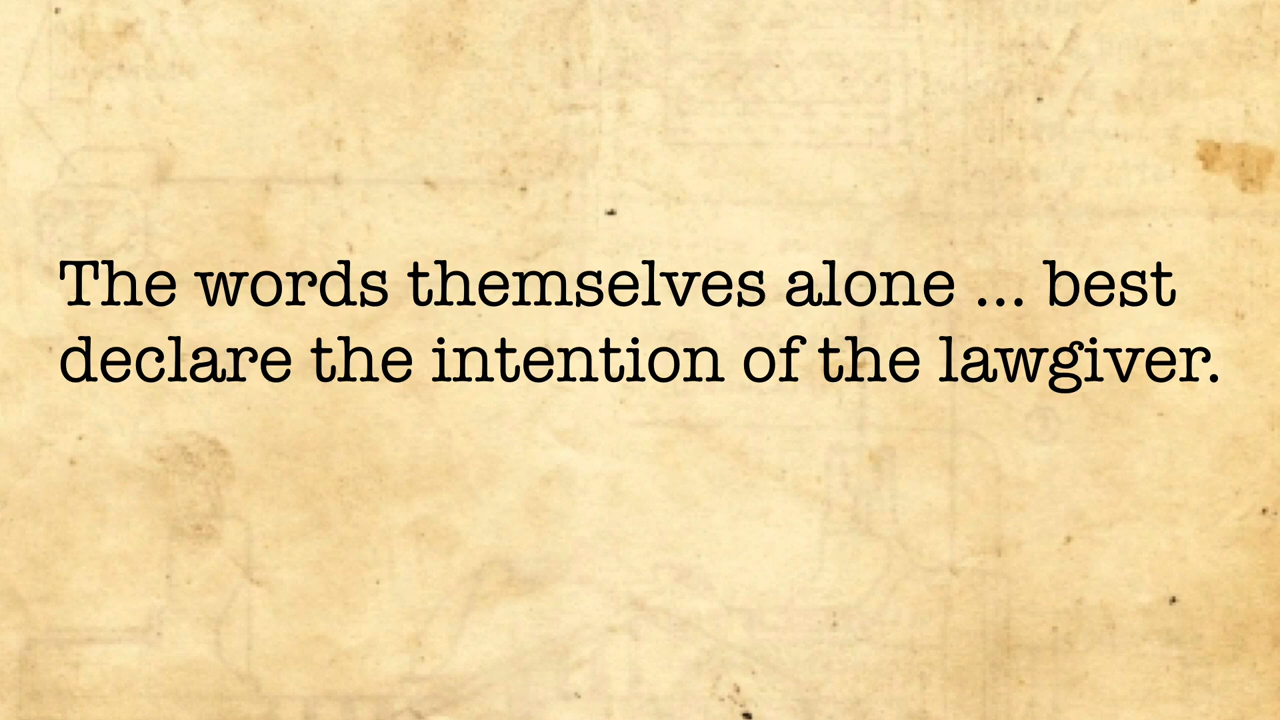 The words themselves alone ... best
declare the intention of the lawgiver.